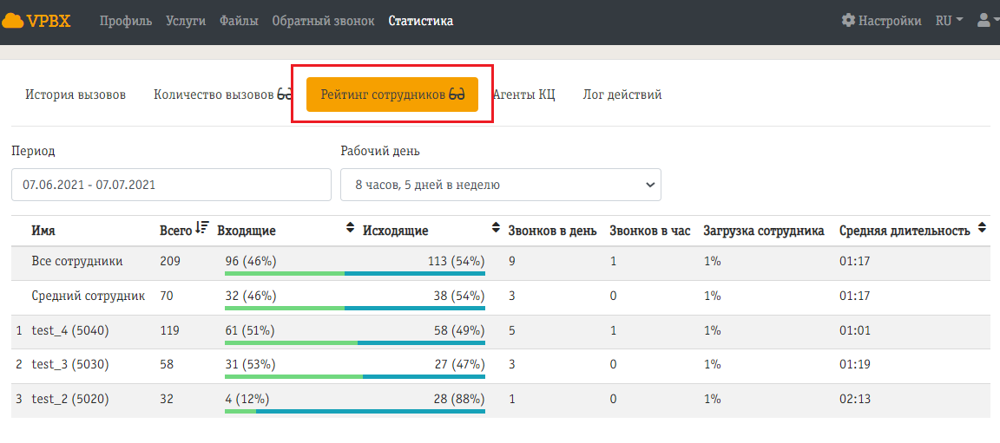 VPBX Профиль Услуги Файлы Обратный звонок Статистика Настройки RU
История вызовов Количество вызовов Рейтинг сотрудников Агенты КЦ Лог действий
Период Рабочий день
07.06.2021 - 07.07.2021 8 часов, 5 дней в неделю
Имя Всего Входящие Исходящие Звонков в день Звонков в час Загрузка сотрудника Средняя длительность
Все сотрудники 209 96 (46%) 113 (54%) 9 1 1% 01:17
Средний сотрудник 70 32 (46%) 38 (54%) 3 0 1% 01:17
1 test_4 (5040) 119 61 (51%) 58 (49%) 5 1 1% 01:01
2 test_3 (5030) 58 31 (53%) 27 (47%) 3 0 1% 01:19
3 test_2 (5020) 32 4 (12%) 28 (88%) 1 0 1% 02:13